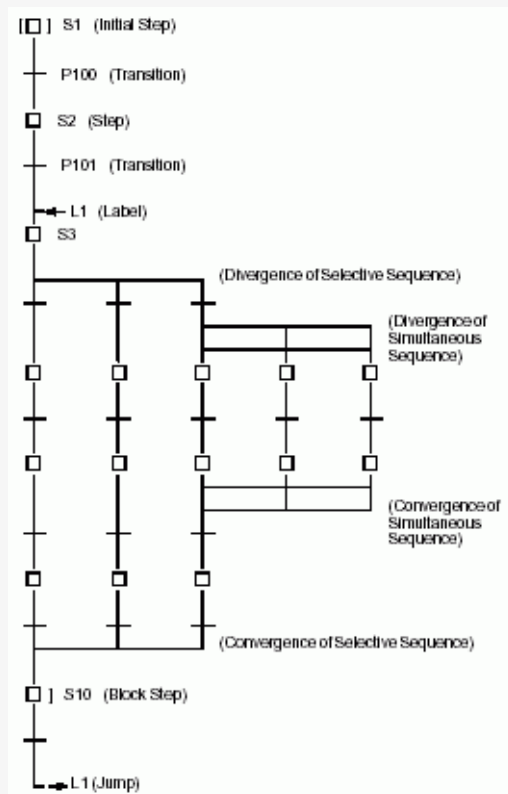 [ ] S1 (Initial Step)
P100 (Transition)
S2 (Step)
P101 (Transition)
L1 (Label)
S3
(Divergence of Selective Sequence)
(Divergence of
Simultaneous
Sequence)
(Convergence of
Simultaneous
Sequence)
(Convergence of Selective Sequence)
] S10 (Block Step)
L1 (Jump)